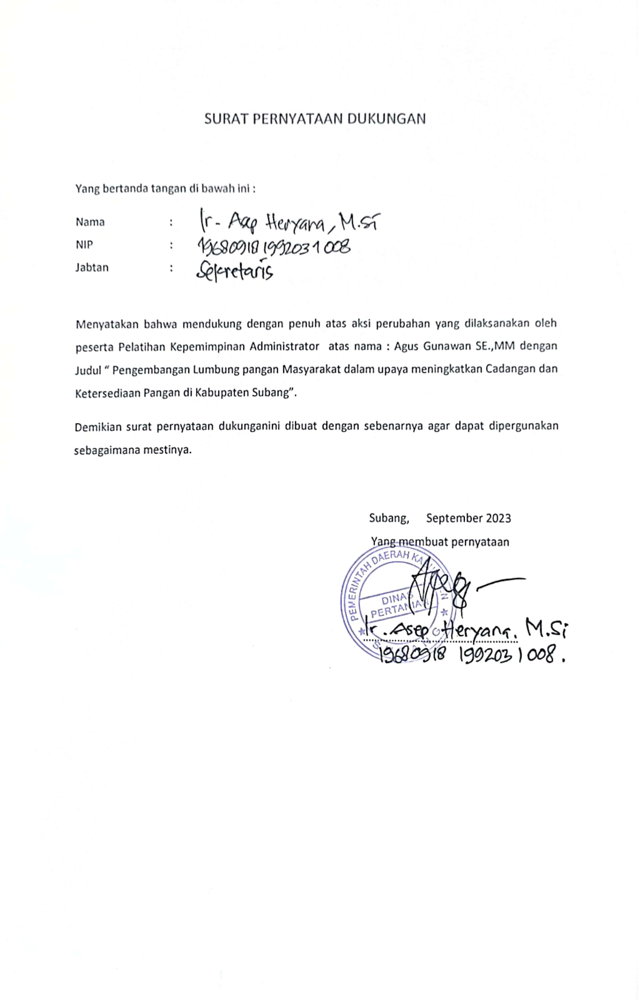 SURAT PERNYATAAN DUKUNGAN
Yang bertanda tangan di bawah ini :
Nama : Ir. Asep Heryana, M.Si
NIP : 196809181992031008
Jabtan : Sekretaris
Menyatakan bahwa mendukung dengan penuh atas aksi perubahan yang dilaksanakan oleh
peserta Pelatihan Kepemimpinan Administrator atas nama : Agus Gunawan SE.,MM dengan
Judul “ Pengembangan Lumbung pangan Masyarakat dalam upaya meningkatkan Cadangan dan
Ketersediaan Pangan di Kabupaten Subang”.
Demikian surat pernyataan dukunganini dibuat dengan sebenarnya agar dapat dipergunakan
sebagaimana mestinya.
Subang, September 2023
Yang membuat pernyataan
PEMERINTAH DAERAH
DINAS
PERTANIAN
Ir. Asep Heryana. M.Si
19680918 199203 1 008.